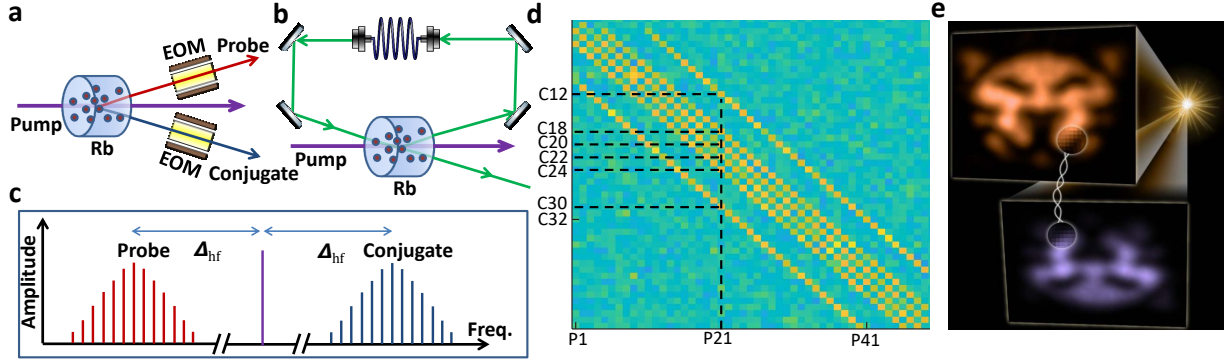 a
EOM
Probe
Pump
Rb
EOM
Conjugate
b
Pump
Rb
c
Amplitude
Probe
Δhf
Δhf
Conjugate
Freq.
d
C12
C18
C20
C22
C24
C30
C32
P1
P21
P41
e